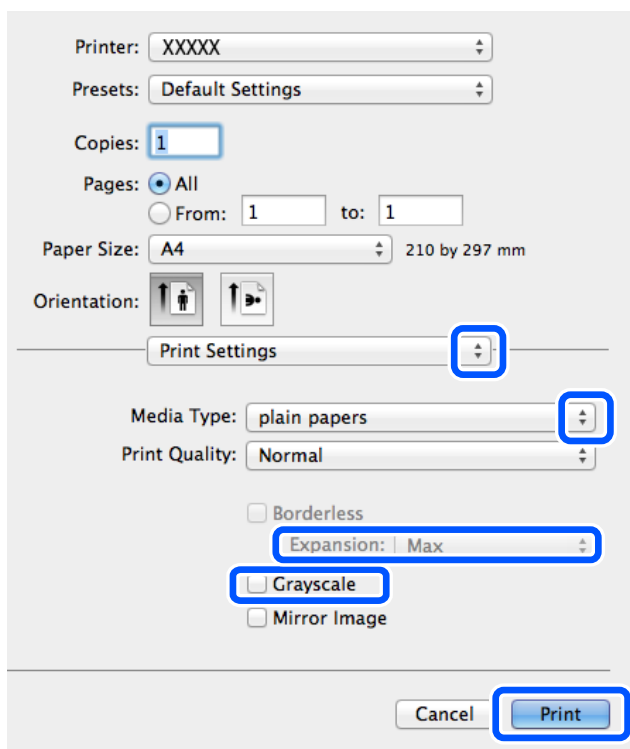 Printer: XXXXX
Presets: Default Settings
Copies: 1
Pages: All
From: 1 to: 1
Paper Size: A4 210 by 297 mm
Orientation:
Print Settings
Media Type: plain papers
Print Quality: Normal
Borderless
Expansion: Max
Grayscale
Mirror Image
Cancel Print